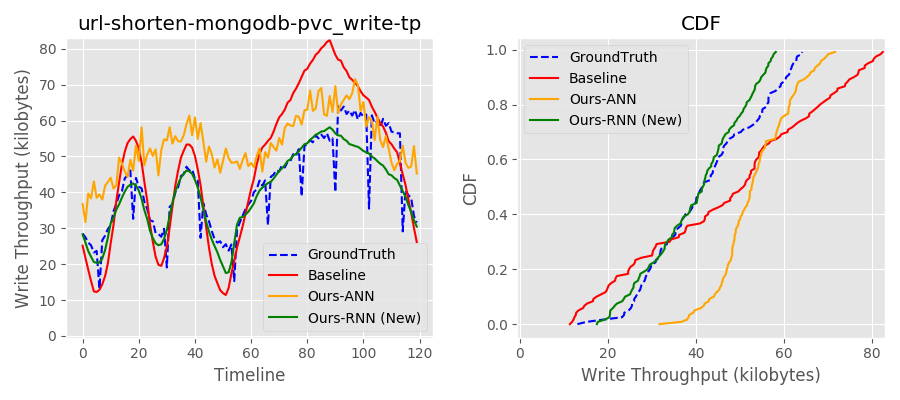 url-shorten-mongodb-pvc_write-tp
Write Throughput (kilobytes)
80
70
60
50
40
30
20
10
0
0
20
40
60
80
100
120
Timeline
GroundTruth
Baseline
Ours-ANN
Ours-RNN (New)
CDF
CDF
1.0
0.8
0.6
0.4
0.2
0.0
0
20
40
60
80
Write Throughput (kilobytes)
GroundTruth
Baseline
Ours-ANN
Ours-RNN (New)